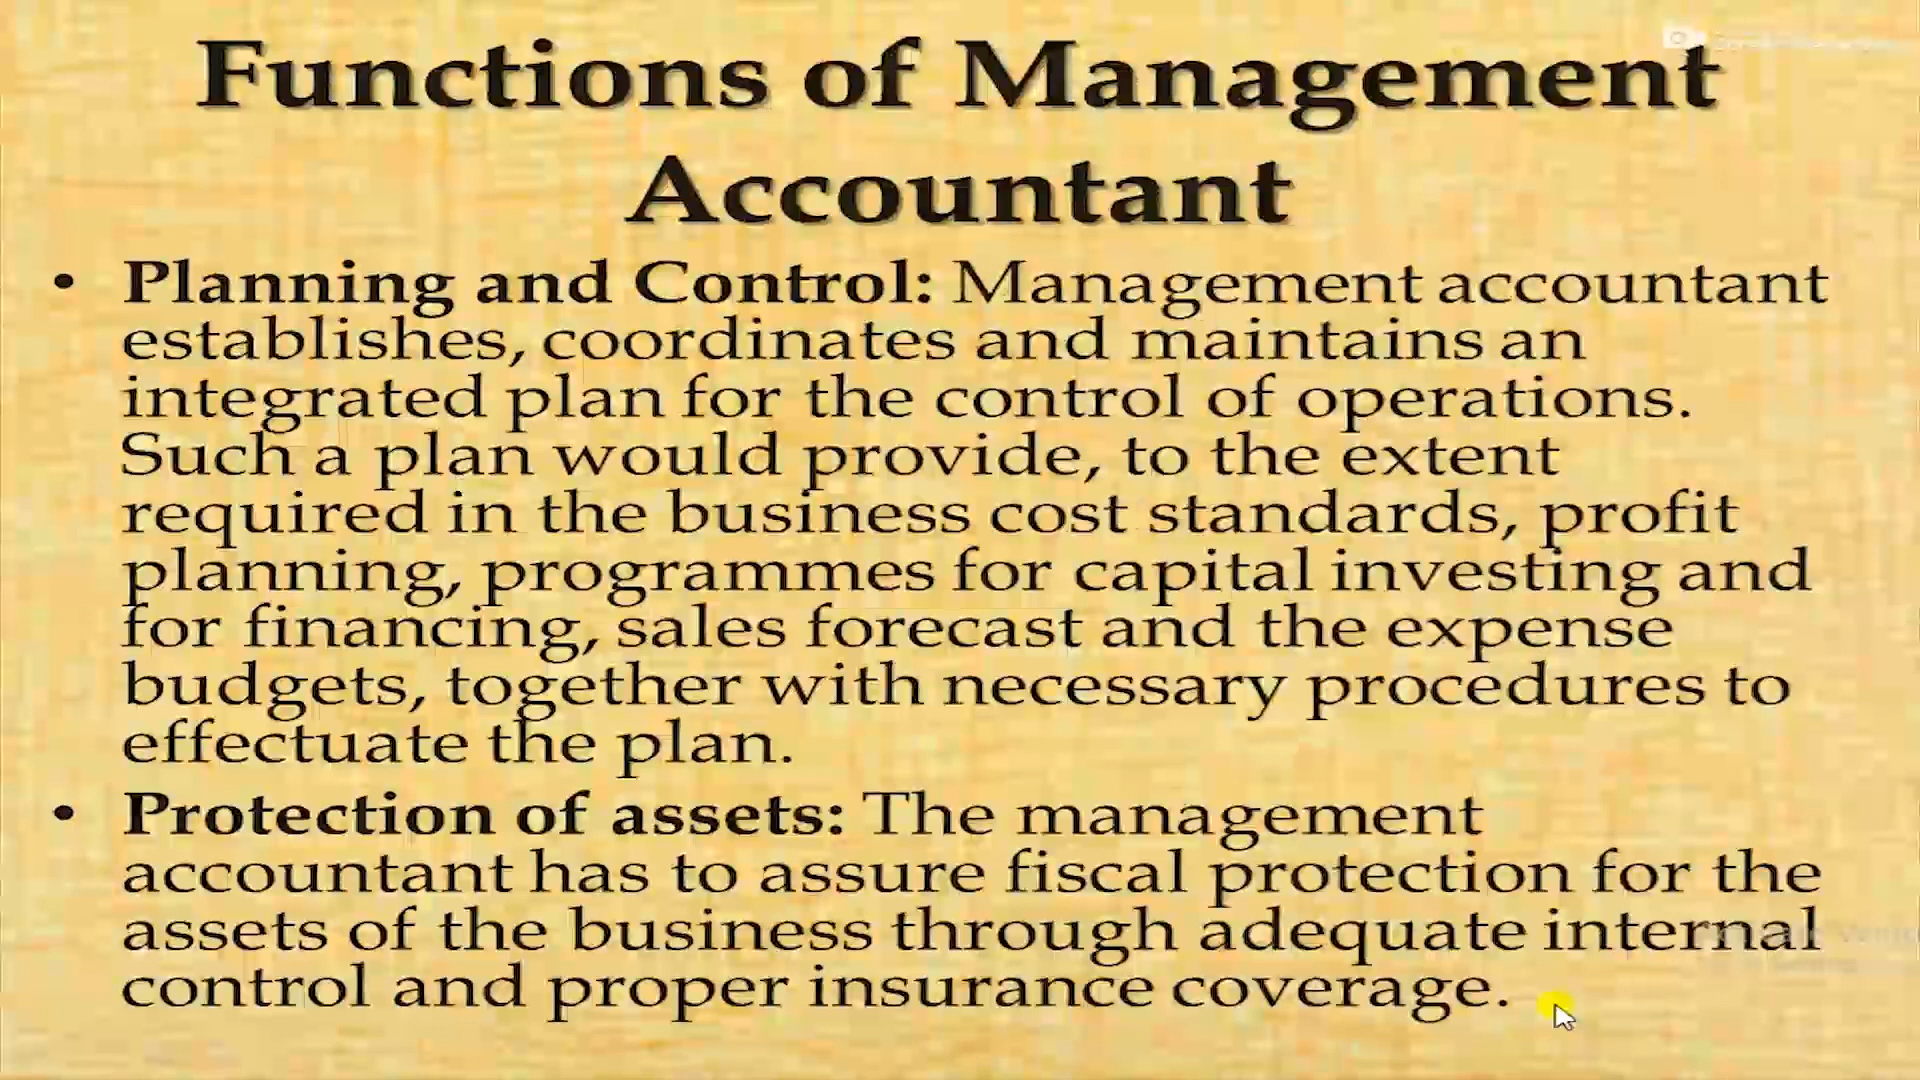 Functions of Management
Accountant
• Planning and Control: Management accountant
establishes, coordinates and maintains an
integrated plan for the control of operations.
Such a plan would provide, to the extent
required in the business cost standards, profit
planning, programmes for capital investing and
for financing, sales forecast and the expense
budgets, together with necessary procedures to
effectuate the plan.
• Protection of assets: The management
accountant has to assure fiscal protection for the
assets of the business through adequate internal
control and proper insurance coverage.